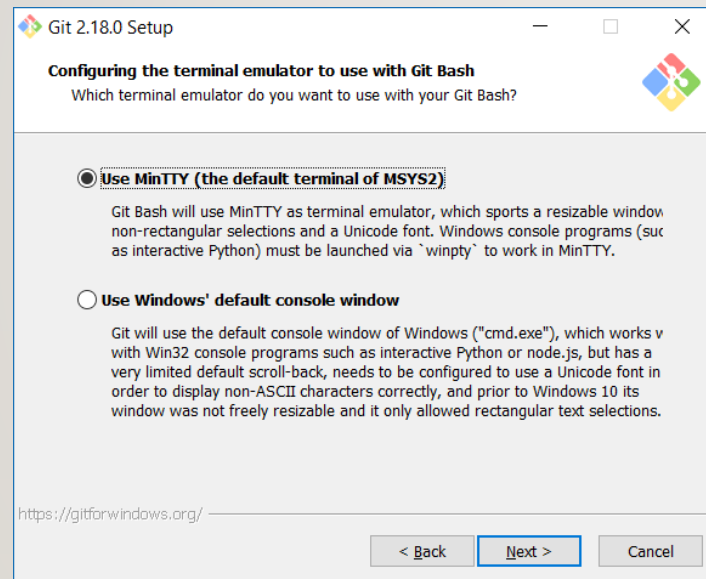 Git 2.18.0 Setup
Configuring the terminal emulator to use with Git Bash
Which terminal emulator do you want to use with your Git Bash?
Use MinTTY (the default terminal of MSYS2)
Git Bash will use MinTTY as terminal emulator, which sports a resizable window
non-rectangular selections and a Unicode font. Windows console programs (suc
as interactive Python) must be launched via `winpty` to work in MinTTY.
Use Windows' default console window
Git will use the default console window of Windows ("cmd.exe"), which works
with Win32 console programs such as interactive Python or node.js, but has a
very limited default scroll-back, needs to be configured to use a Unicode font in
order to display non-ASCII characters correctly, and prior to Windows 10 its
window was not freely resizable and it only allowed rectangular text selections.
https://gitforwindows.org/
< Back Next > Cancel